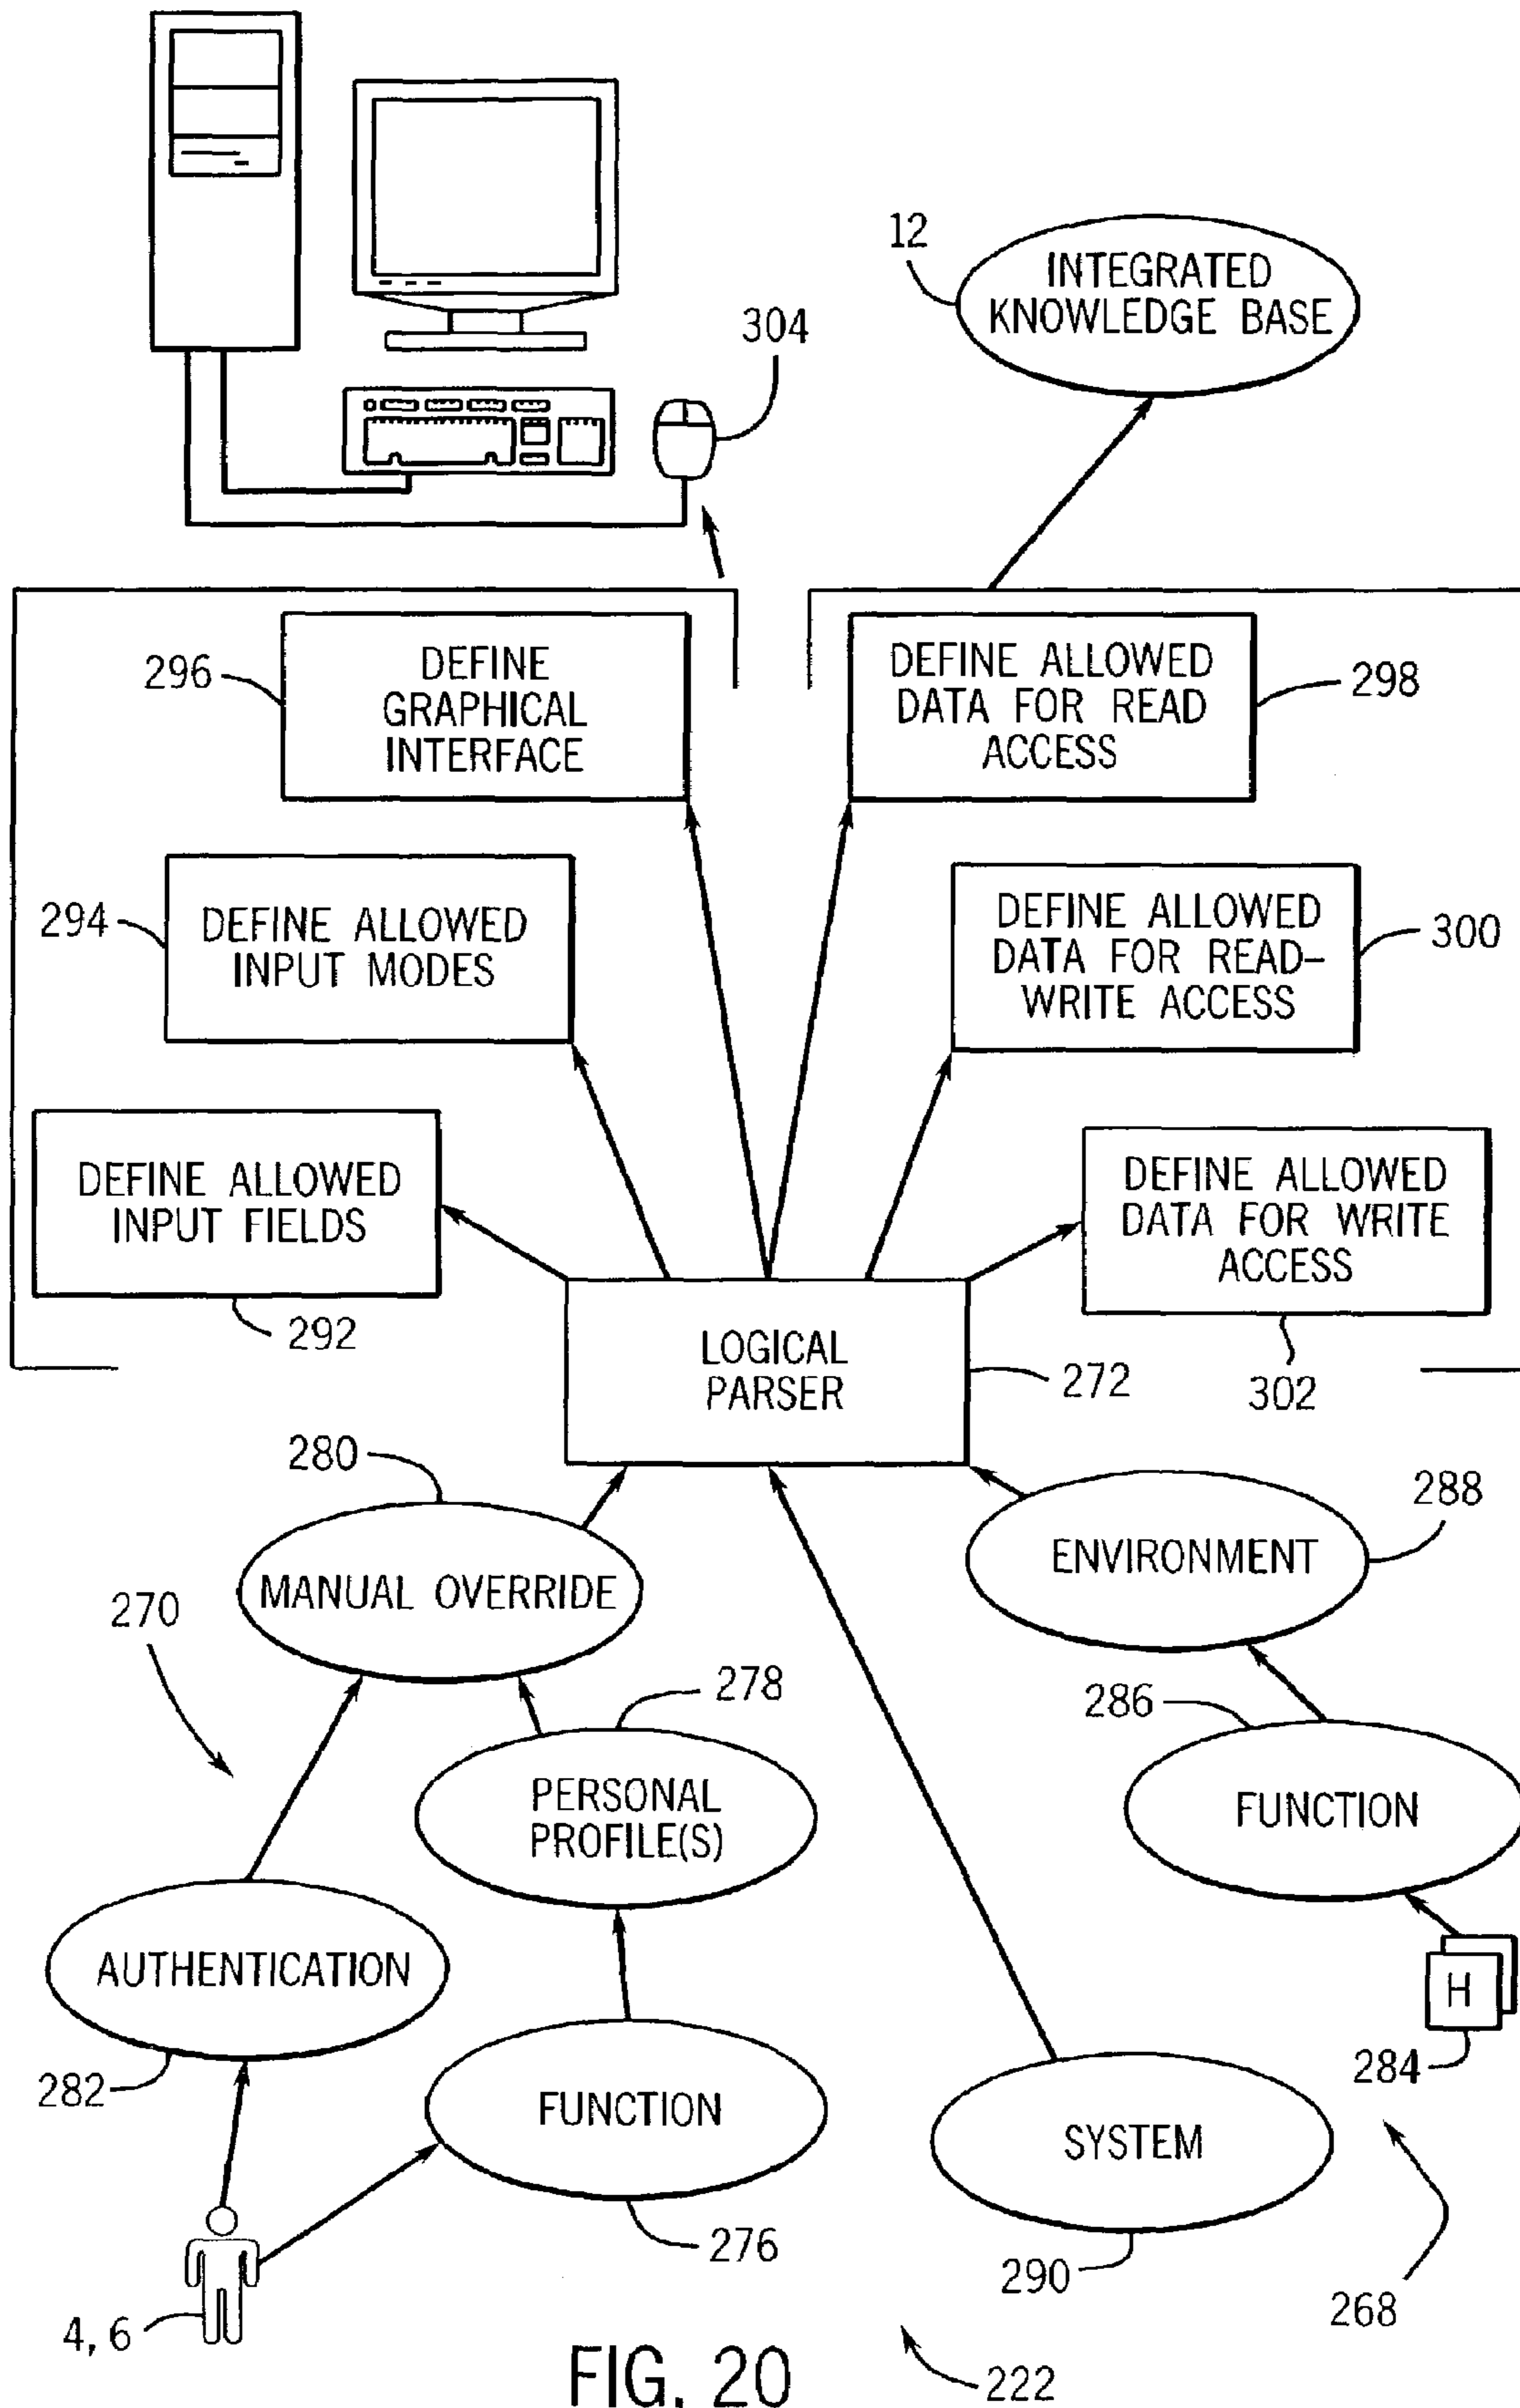 12
INTEGRATED
KNOWLEDGE BASE
304
296
DEFINE
GRAPHICAL
INTERFACE
DEFINE ALLOWED
DATA FOR READ
ACCESS
298
294
DEFINE ALLOWED
INPUT MODES
DEFINE ALLOWED
DATA FOR READ-
WRITE ACCESS
300
DEFINE ALLOWED
INPUT FIELDS
292
DEFINE ALLOWED
DATA FOR WRITE
ACCESS
302
LOGICAL
PARSER
272
280
MANUAL OVERRIDE
270
ENVIRONMENT
288
278
PERSONAL
PROFILE(S)
286
FUNCTION
AUTHENTICATION
282
FUNCTION
276
H
284
SYSTEM
290
268
4, 6
FIG. 20
222